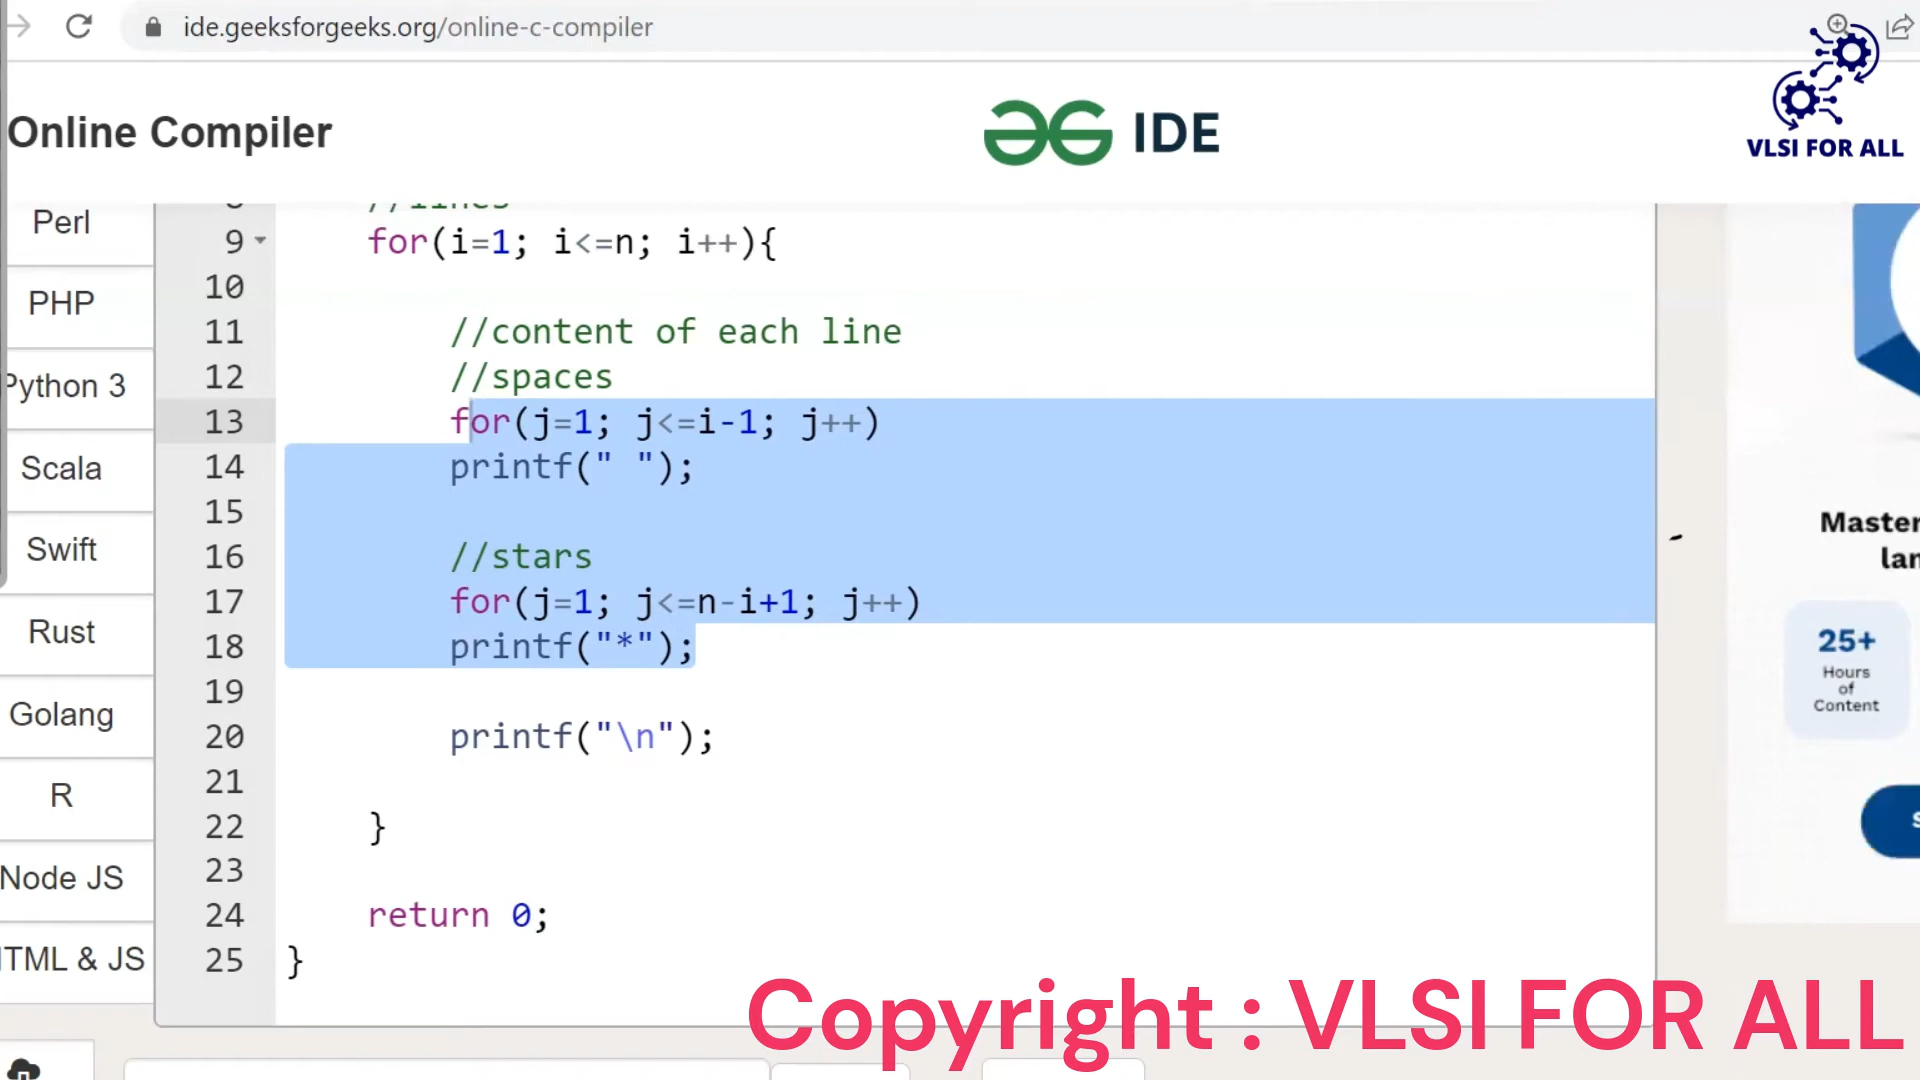 ide.geeksforgeeks.org/online-c-compiler
VLSI FOR ALL
Online Compiler
IDE
Perl
PHP
Python 3
Scala
Swift
Rust
Golang
R
Node JS
HTML & JS
8 //lines
9 for(i=1; i<=n; i++){
10
11 //content of each line
12 //spaces
13 for(j=1; j<=i-1; j++)
14 printf(" ");
15
16 //stars
17 for(j=1; j<=n-i+1; j++)
18 printf("*");
19
20 printf("\n");
21
22 }
23
24 return 0;
25 }
Master
lan
25+
Hours
of
Content
Copyright : VLSI FOR ALL